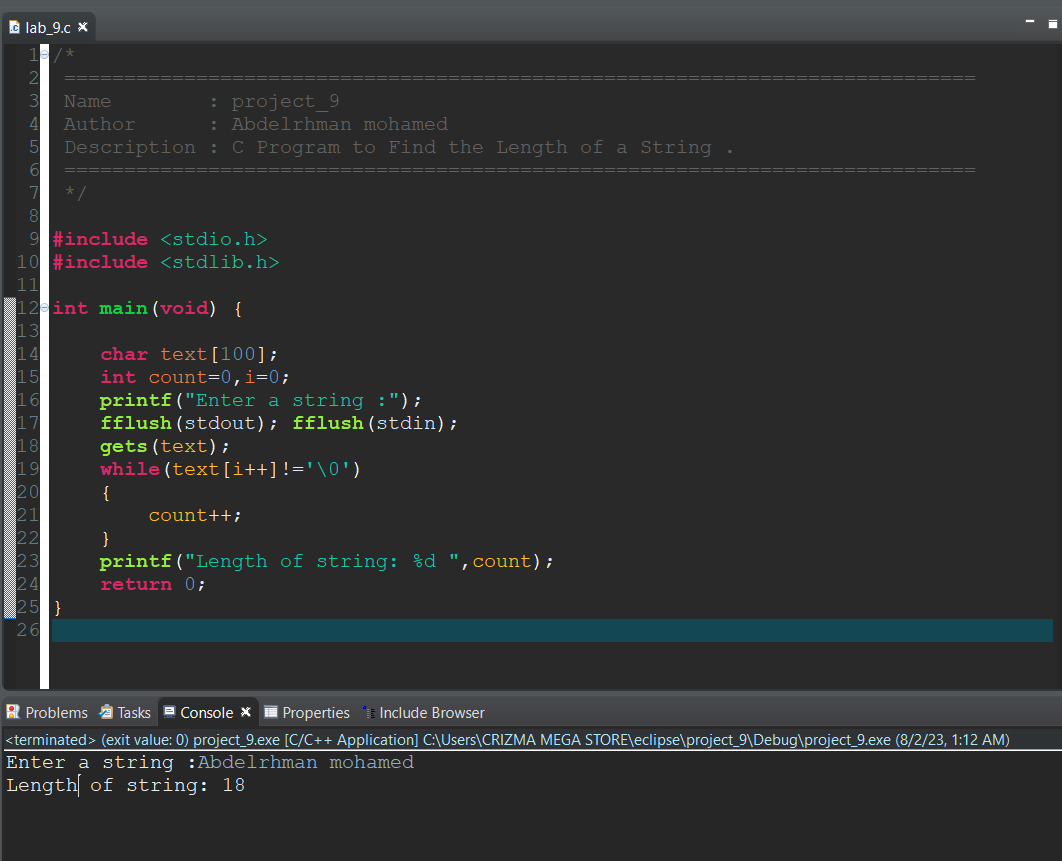 lab_9.c
1 /*
2 ============================================================================
3 Name        : project_9
4 Author      : Abdelrhman mohamed
5 Description : C Program to Find the Length of a String .
6 ============================================================================
7 */
8
9 #include <stdio.h>
10 #include <stdlib.h>
11
12 int main(void) {
13
14     char text[100];
15     int count=0,i=0;
16     printf("Enter a string :");
17     fflush(stdout); fflush(stdin);
18     gets(text);
19     while(text[i++]!='\0')
20     {
21         count++;
22     }
23     printf("Length of string: %d ",count);
24     return 0;
25 }
26
Problems Tasks Console Properties Include Browser
<terminated> (exit value: 0) project_9.exe [C/C++ Application] C:\Users\CRIZMA MEGA STORE\eclipse\project_9\Debug\project_9.exe (8/2/23, 1:12 AM)
Enter a string :Abdelrhman mohamed
Length of string: 18